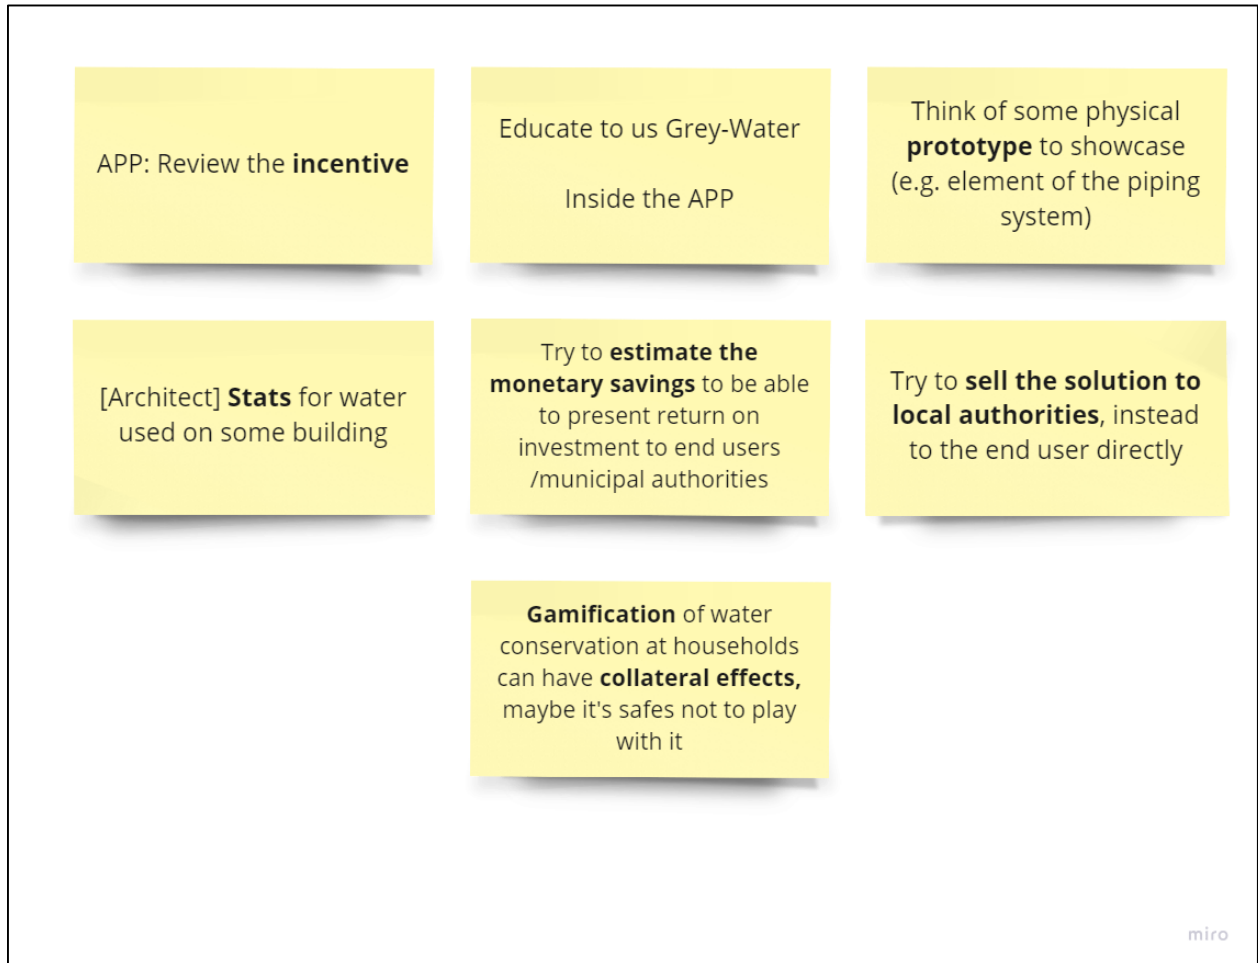 APP: Review the incentive
Educate to us Grey-Water
Inside the APP
Think of some physical
prototype to showcase
(e.g. element of the piping
system)
[Architect] Stats for water
used on some building
Try to estimate the
monetary savings to be able
to present return on
investment to end users
/municipal authorities
Try to sell the solution to
local authorities, instead
to the end user directly
Gamification of water
conservation at households
can have collateral effects,
maybe it's safes not to play
with it
miro